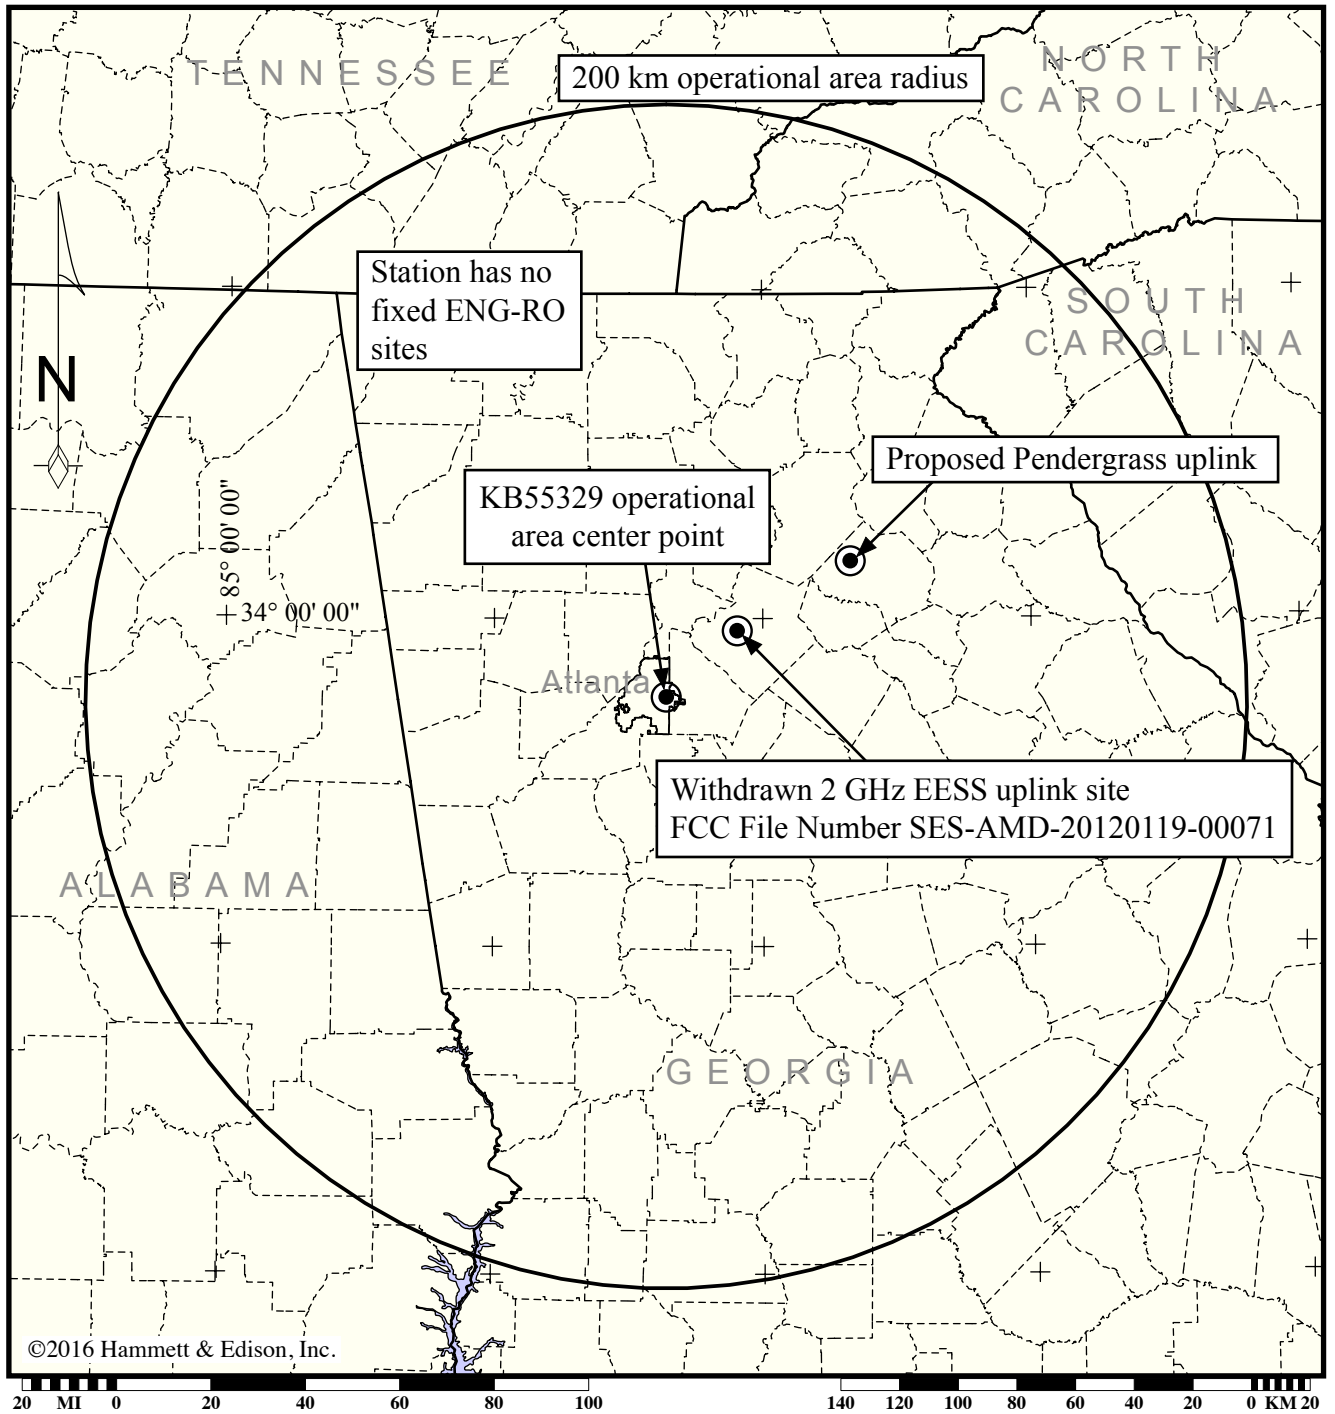 TENNESSEE
200 km operational area radius
NORTH
CAROLINA
Station has no
fixed ENG-RO
sites
SOUTH
CAROLINA
N
Proposed Pendergrass uplink
KB55329 operational
area center point
85° 00' 00"
34° 00' 00"
Atlanta
Withdrawn 2 GHz EESS uplink site
FCC File Number SES-AMD-20120119-00071
ALABAMA
GEORGIA
©2016 Hammett & Edison, Inc.
20 MI 0 20 40 60 80 100 140 120 100 80 60 40 20 0 KM 20